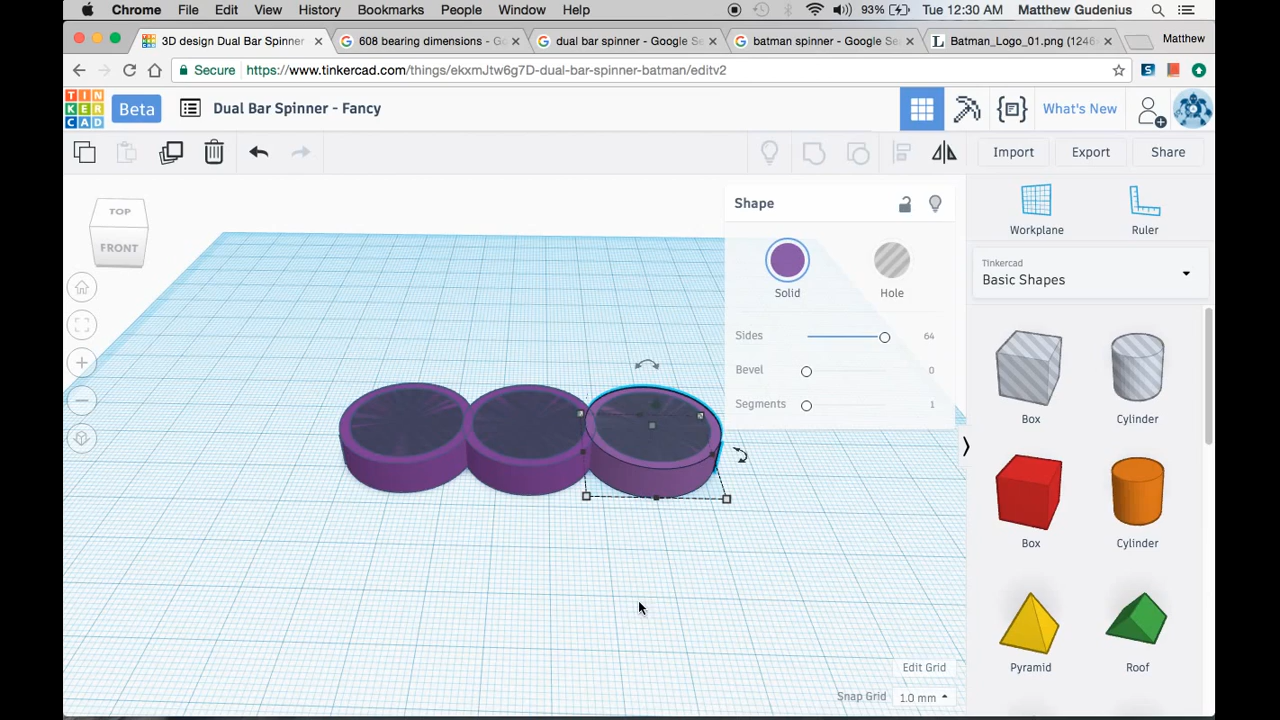 Chrome File Edit View History Bookmarks People Window Help 93% Tue 12:30 AM Matthew Gudenius
3D design Dual Bar Spinner 608 bearing dimensions - G dual bar spinner - Google Se batman spinner - Google Se Batman_Logo_01.png (1246× Matthew
Secure https://www.tinkercad.com/things/ekxmJtw6g7D-dual-bar-spinner-batman/editv2
TIN
KER
CAD
Beta
Dual Bar Spinner - Fancy
What's New
Import Export Share
TOP
FRONT
Shape
Solid Hole
Sides 64
Bevel 0
Segments 1
Workplane Ruler
Tinkercad
Basic Shapes
Box Cylinder
Box Cylinder
Pyramid Roof
Edit Grid
Snap Grid 1.0 mm